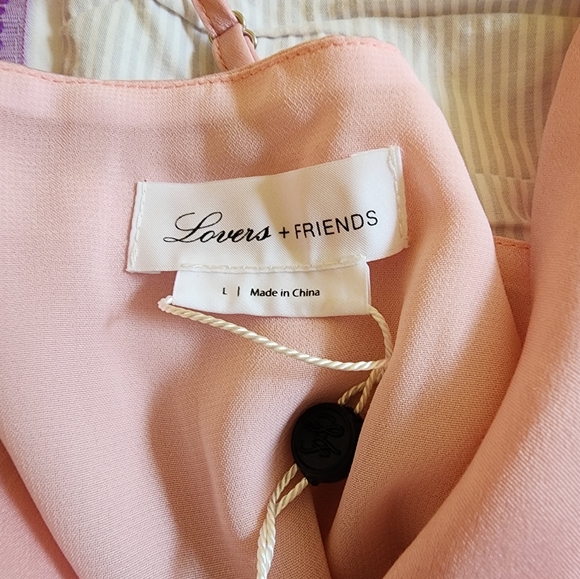 Lovers + FRIENDS
L | Made in China